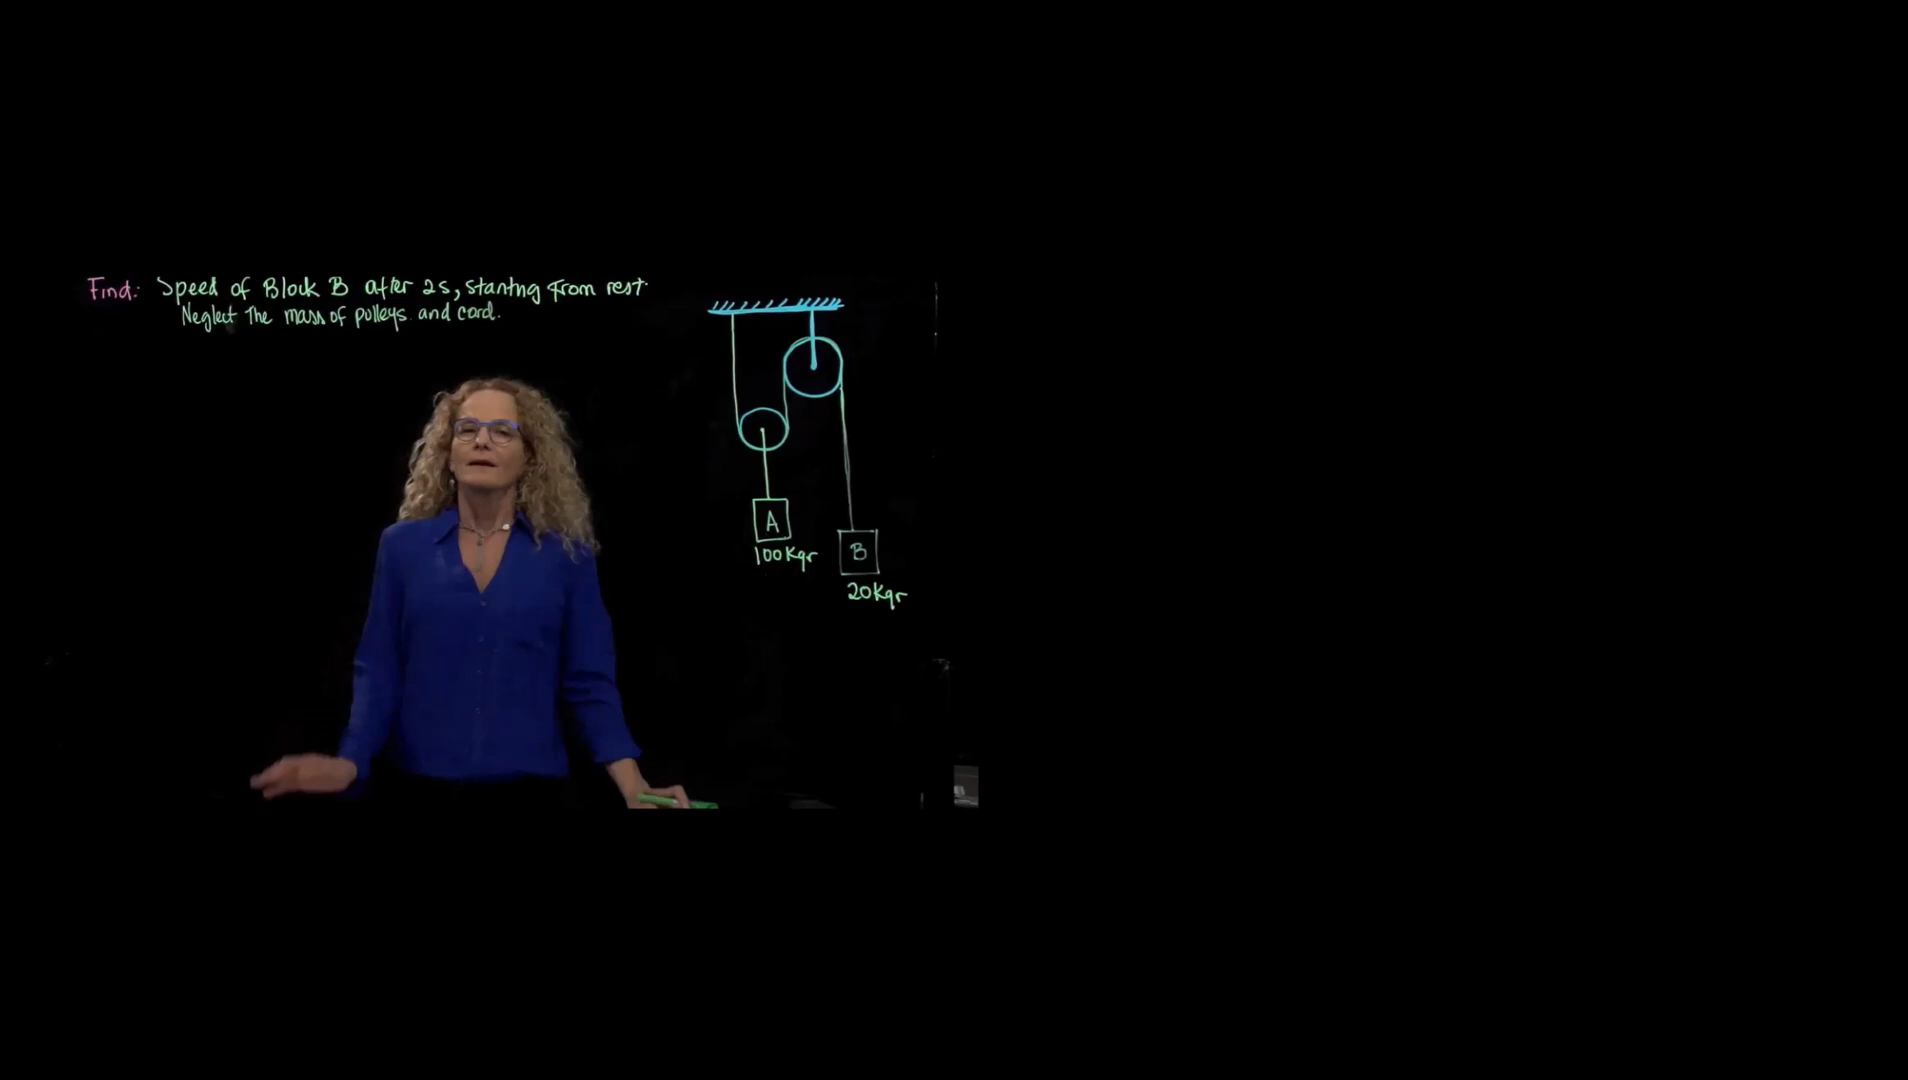 Find: Speed of Block B after 2s, starting from rest.
Neglect The mass of pulleys and cord.
A
100Kgr
B
20Kgr